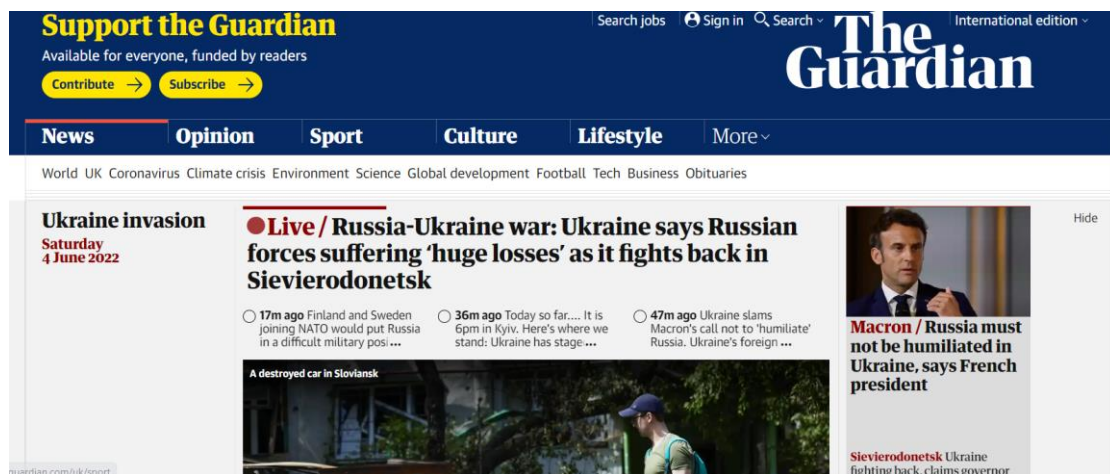 Support the Guardian
Available for everyone, funded by readers
Contribute →
Subscribe →
Search jobs
Sign in
Search
International edition
The
Guardian
News
Opinion
Sport
Culture
Lifestyle
More
World UK Coronavirus Climate crisis Environment Science Global development Football Tech Business Obituaries
Ukraine invasion
Saturday
4 June 2022
Live / Russia-Ukraine war: Ukraine says Russian
forces suffering ‘huge losses’ as it fights back in
Sievierodonetsk
17m ago Finland and Sweden
joining NATO would put Russia
in a difficult military posi ...
36m ago Today so far.... It is
6pm in Kyiv. Here's where we
stand: Ukraine has stage ...
47m ago Ukraine slams
Macron's call not to 'humiliate'
Russia. Ukraine's foreign ...
A destroyed car in Sloviansk
Macron / Russia must
not be humiliated in
Ukraine, says French
president
Hide
Sievierodonetsk Ukraine
fighting back, claims governor
guardian.com/uk/sport